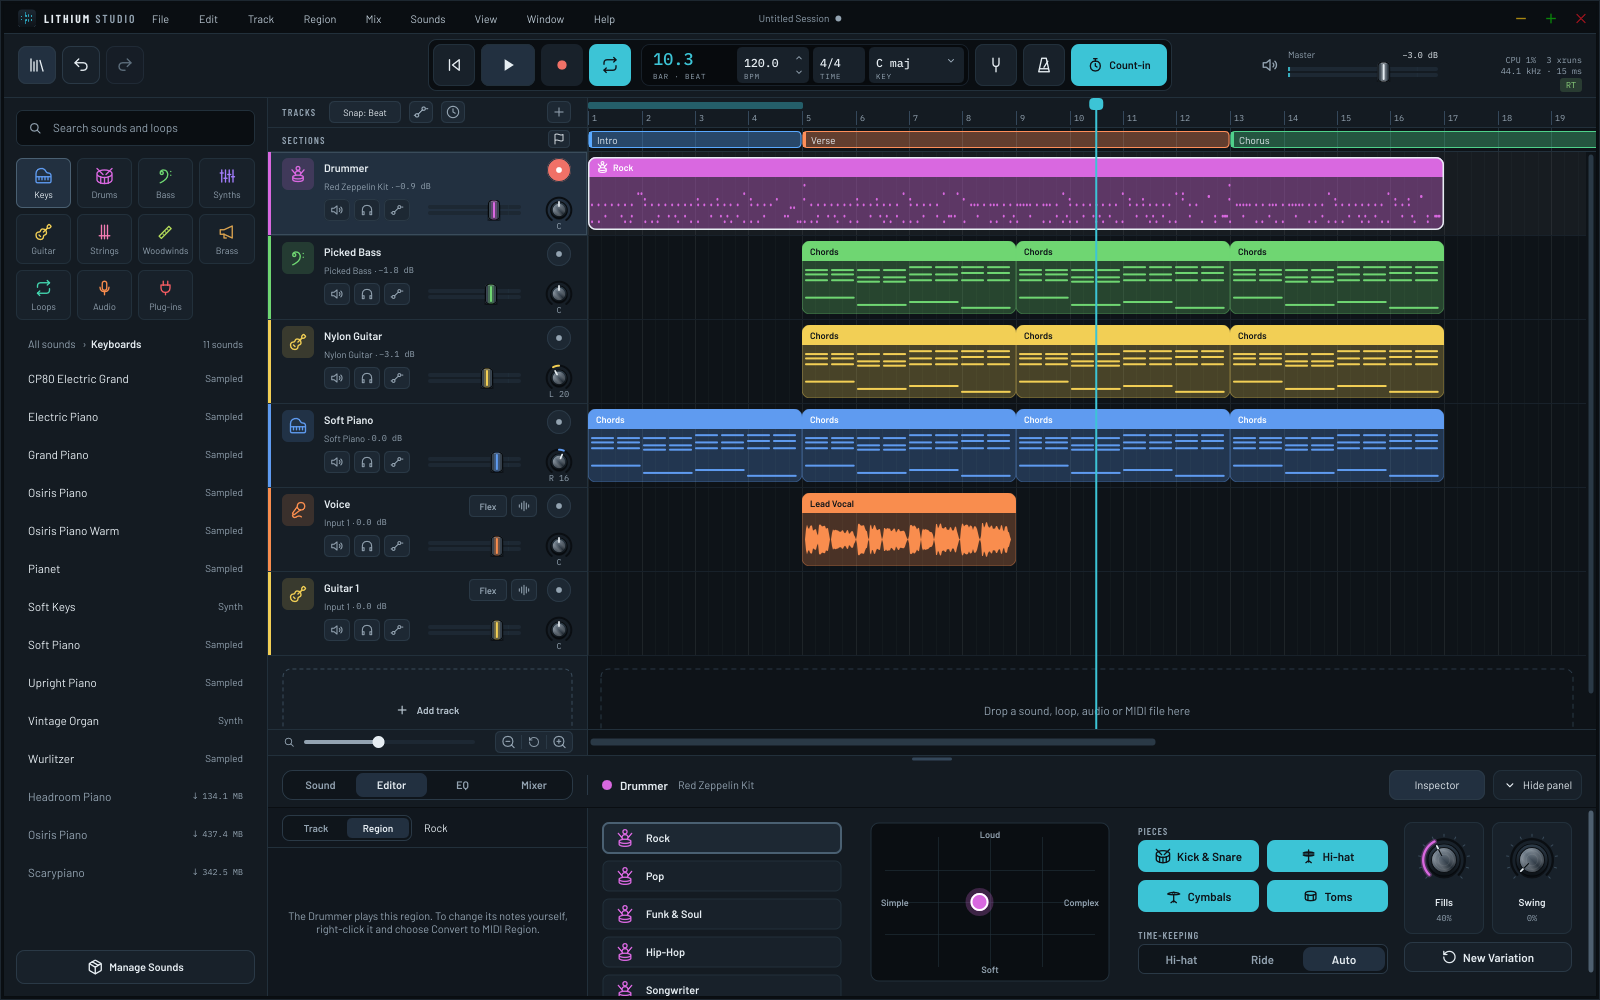 LITHIUM STUDIO File Edit Track Region Mix Sounds View Window Help Untitled Session
10.3 BAR · BEAT 120.0 BPM 4/4 TIME C maj KEY Count-in Master -3.0 dB CPU 1% 3 xruns
44.1 kHz · 15 ms
RT
Search sounds and loops
Keys Drums Bass Synths
Guitar Strings Woodwinds Brass
Loops Audio Plug-ins
All sounds › Keyboards 11 sounds
CP80 Electric Grand Sampled
Electric Piano Sampled
Grand Piano Sampled
Osiris Piano Sampled
Osiris Piano Warm Sampled
Pianet Sampled
Soft Keys Synth
Soft Piano Sampled
Upright Piano Sampled
Vintage Organ Synth
Wurlitzer Sampled
Headroom Piano ↓ 134.1 MB
Osiris Piano ↓ 437.4 MB
Scarypiano ↓ 342.5 MB
Manage Sounds
TRACKS Snap: Beat
SECTIONS
1 2 3 4 5 6 7 8 9 10 11 12 13 14 15 16 17 18 19
Intro Verse Chorus
Drummer
Red Zeppelin Kit · -0.9 dB
C
Rock
Picked Bass
Picked Bass · -1.8 dB
C
Chords Chords Chords
Nylon Guitar
Nylon Guitar · -3.1 dB
L 20
Chords Chords Chords
Soft Piano
Soft Piano · 0.0 dB
R 16
Chords Chords Chords Chords
Voice Flex
Input 1 · 0.0 dB
C
Lead Vocal
Guitar 1 Flex
Input 1 · 0.0 dB
C
Add track
Drop a sound, loop, audio or MIDI file here
Sound Editor EQ Mixer
Drummer Red Zeppelin Kit Inspector Hide panel
Track Region Rock
The Drummer plays this region. To change its notes yourself,
right-click it and choose Convert to MIDI Region.
Rock
Pop
Funk & Soul
Hip-Hop
Songwriter
Loud
Simple Complex
Soft
PIECES
Kick & Snare Hi-hat
Cymbals Toms
TIME-KEEPING
Hi-hat Ride Auto
Fills
40%
Swing
0%
New Variation